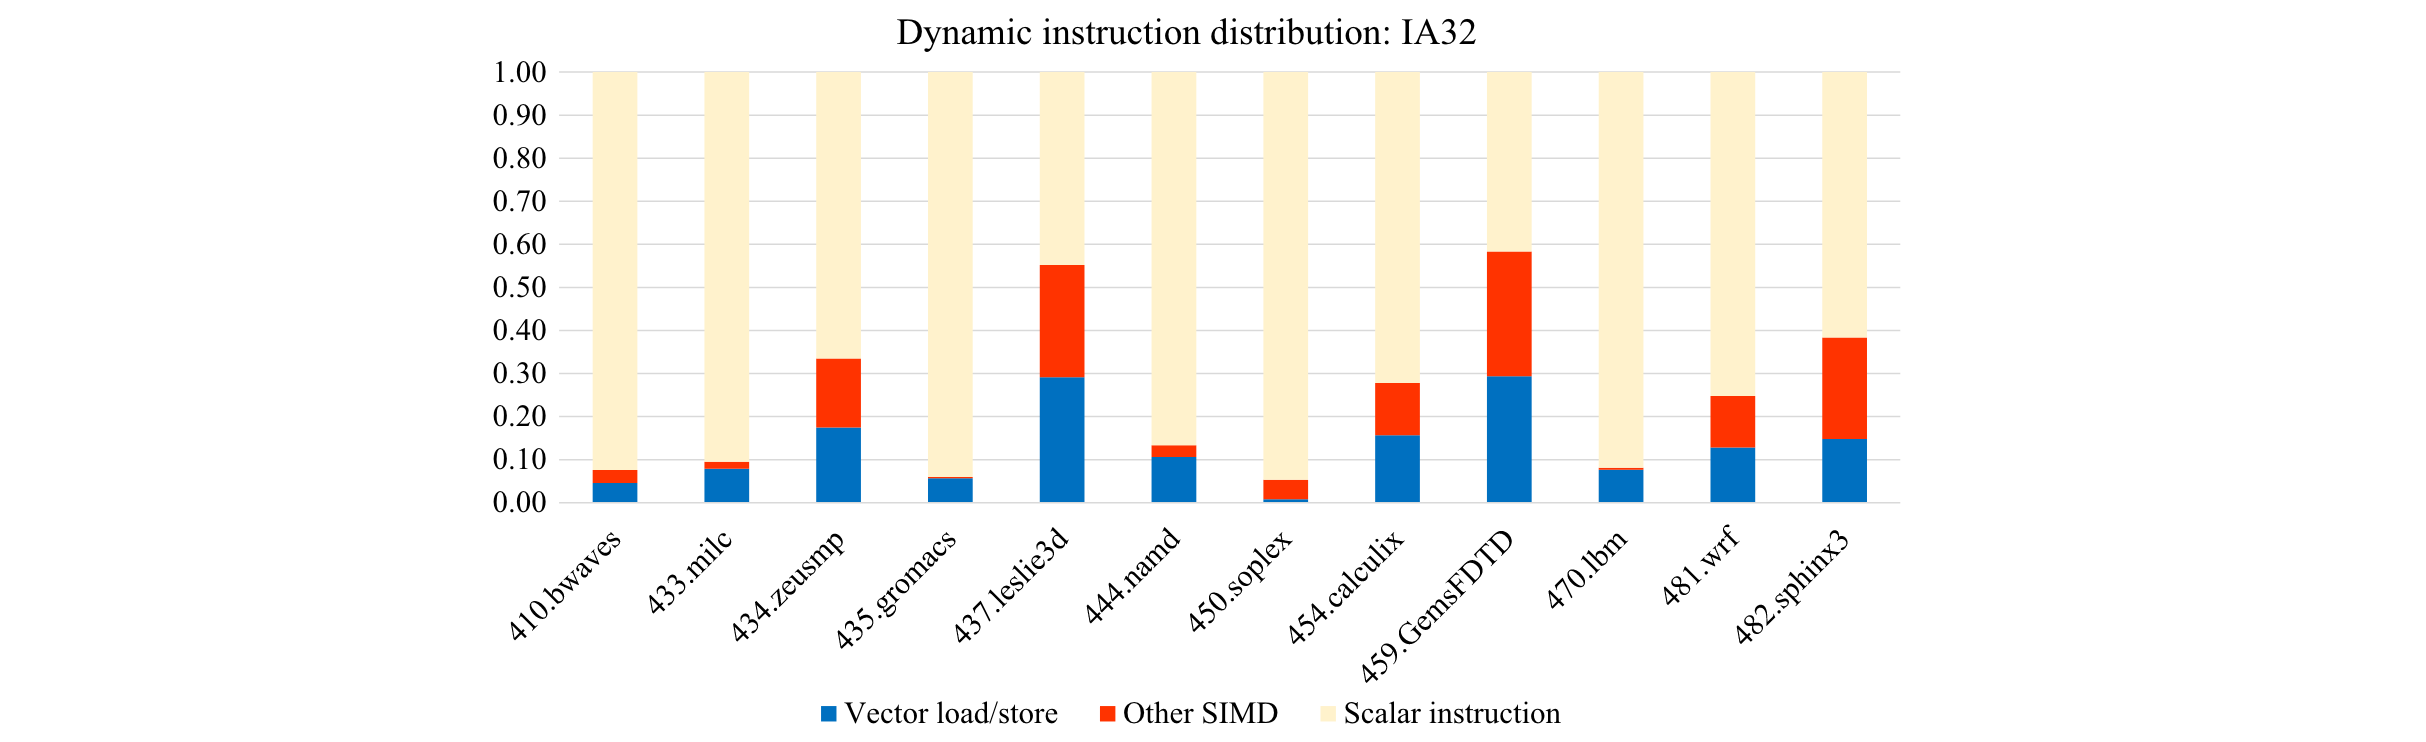 Dynamic instruction distribution: IA32
1.00
0.90
0.80
0.70
0.60
0.50
0.40
0.30
0.20
0.10
0.00
410.bwaves
433.milc
434.zeusmp
435.gromacs
437.leslie3d
444.namd
450.soplex
454.calculix
459.GemsFDTD
470.lbm
481.wrf
482.sphinx3
Vector load/store
Other SIMD
Scalar instruction